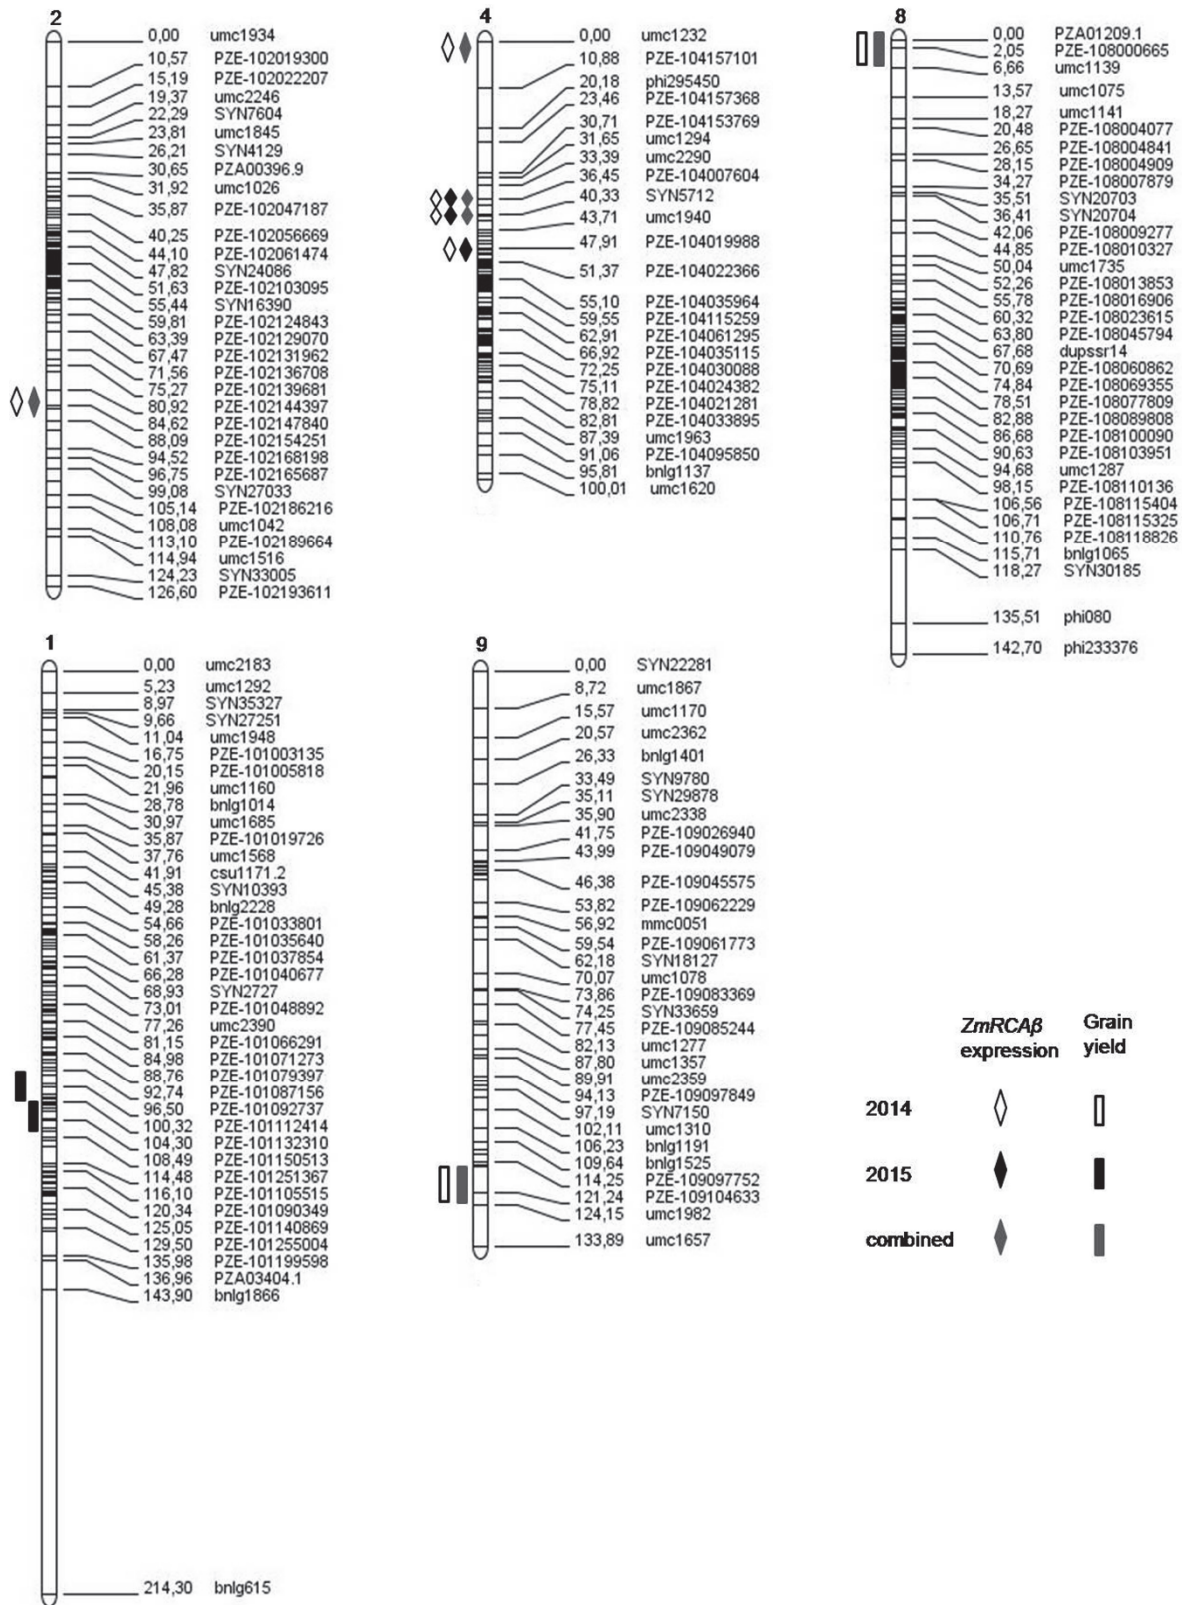 2
0,00 umc1934
10,57 PZE-102019300
15,19 PZE-102022207
19,37 umc2246
22,29 SYN7604
23,81 umc1845
26,21 SYN4129
30,65 PZA00396.9
31,92 umc1026
35,87 PZE-102047187
40,25 PZE-102056669
44,10 PZE-102061474
47,82 SYN24086
51,63 PZE-102103095
55,44 SYN16390
59,81 PZE-102124843
63,39 PZE-102129070
67,47 PZE-102131962
71,56 PZE-102136708
75,27 PZE-102139681
80,92 PZE-102144397
84,62 PZE-102147840
88,09 PZE-102154251
94,52 PZE-102168198
96,75 PZE-102165687
99,08 SYN27033
105,14 PZE-102186216
108,08 umc1042
113,10 PZE-102189664
114,94 umc1516
124,23 SYN33005
126,60 PZE-102193611
4
0,00 umc1232
10,88 PZE-104157101
20,18 phi295450
23,46 PZE-104157368
30,71 PZE-104153769
31,65 umc1294
33,39 umc2290
36,45 PZE-104007604
40,33 SYN5712
43,71 umc1940
47,91 PZE-104019988
51,37 PZE-104022366
55,10 PZE-104035964
59,55 PZE-104115259
62,91 PZE-104061295
66,92 PZE-104035115
72,25 PZE-104030088
75,11 PZE-104024382
78,82 PZE-104021281
82,81 PZE-104033895
87,39 umc1963
91,06 PZE-104095850
95,81 bnlg1137
100,01 umc1620
8
0,00 PZA01209.1
2,05 PZE-108000665
6,66 umc1139
13,57 umc1075
18,27 umc1141
20,48 PZE-108004077
26,65 PZE-108004841
28,15 PZE-108004909
34,27 PZE-108007879
35,51 SYN20703
36,41 SYN20704
42,06 PZE-108009277
44,85 PZE-108010327
50,04 umc1735
52,26 PZE-108013853
55,78 PZE-108016906
60,32 PZE-108023615
63,80 PZE-108045794
67,68 dupssr14
70,69 PZE-108060862
74,84 PZE-108069355
78,51 PZE-108077809
82,88 PZE-108089808
86,68 PZE-108100090
90,63 PZE-108103951
94,68 umc1287
98,15 PZE-108110136
106,56 PZE-108115404
106,71 PZE-108115325
110,76 PZE-108118826
115,71 bnlg1065
118,27 SYN30185
135,51 phi080
142,70 phi233376
1
0,00 umc2183
5,23 umc1292
8,97 SYN35327
9,66 SYN27251
11,04 umc1948
16,75 PZE-101003135
20,15 PZE-101005818
21,96 umc1160
28,78 bnlg1014
30,97 umc1685
35,87 PZE-101019726
37,76 umc1568
41,91 csu1171.2
45,38 SYN10393
49,28 bnlg2228
54,66 PZE-101033801
58,26 PZE-101035640
61,37 PZE-101037854
66,28 PZE-101040677
68,93 SYN2727
73,01 PZE-101048892
77,26 umc2390
81,15 PZE-101066291
84,98 PZE-101071273
88,76 PZE-101079397
92,74 PZE-101087156
96,50 PZE-101092737
100,32 PZE-101112414
104,30 PZE-101132310
108,49 PZE-101150513
114,48 PZE-101251367
116,10 PZE-101105515
120,34 PZE-101090349
125,05 PZE-101140869
129,50 PZE-101255004
135,98 PZE-101199598
136,96 PZA03404.1
143,90 bnlg1866
214,30 bnlg615
9
0,00 SYN22281
8,72 umc1867
15,57 umc1170
20,57 umc2362
26,33 bnlg1401
33,49 SYN9780
35,11 SYN29878
35,90 umc2338
41,75 PZE-109026940
43,99 PZE-109049079
46,38 PZE-109045575
53,82 PZE-109062229
56,92 mmc0051
59,54 PZE-109061773
62,18 SYN18127
70,07 umc1078
73,86 PZE-109083369
74,25 SYN33659
77,45 PZE-109085244
82,13 umc1277
87,80 umc1357
89,91 umc2359
94,13 PZE-109097849
97,19 SYN7150
102,11 umc1310
106,23 bnlg1191
109,64 bnlg1525
114,25 PZE-109097752
121,24 PZE-109104633
124,15 umc1982
133,89 umc1657
ZmRCAβ Grain
expression yield
2014
2015
combined